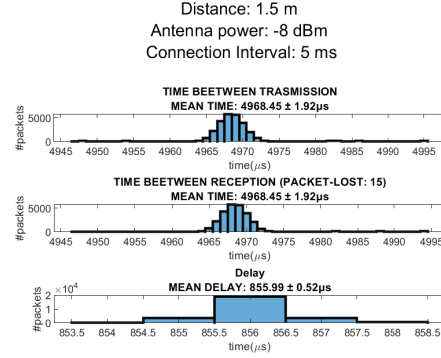 Distance: 1.5 m
Antenna power: -8 dBm
Connection Interval: 5 ms
TIME BEETWEEN TRASMISSION
MEAN TIME: 4968.45 ± 1.92μs
#packets
5000
0
4945 4950 4955 4960 4965 4970 4975 4980 4985 4990 4995
time(μs)
TIME BEETWEEN RECEPTION (PACKET-LOST: 15)
MEAN TIME: 4968.45 ± 1.92μs
#packets
5000
0
4945 4950 4955 4960 4965 4970 4975 4980 4985 4990 4995
time(μs)
Delay
MEAN DELAY: 855.99 ± 0.52μs
#packets
×10⁴
2
1
0
853.5 854.5 855 855.5 856.5 857.5 858.5
time(μs)